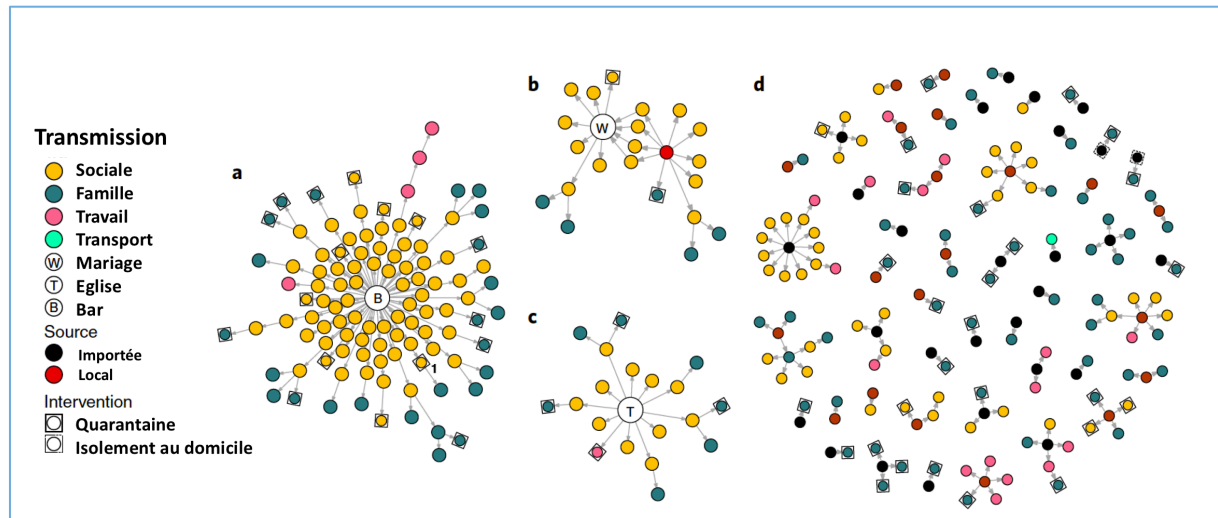 Transmission
Sociale
Famille
Travail
Transport
W Mariage
T Eglise
B Bar
Source
Importée
Local
Intervention
Quarantaine
Isolement au domicile
a
B
1
b
W
c
T
d